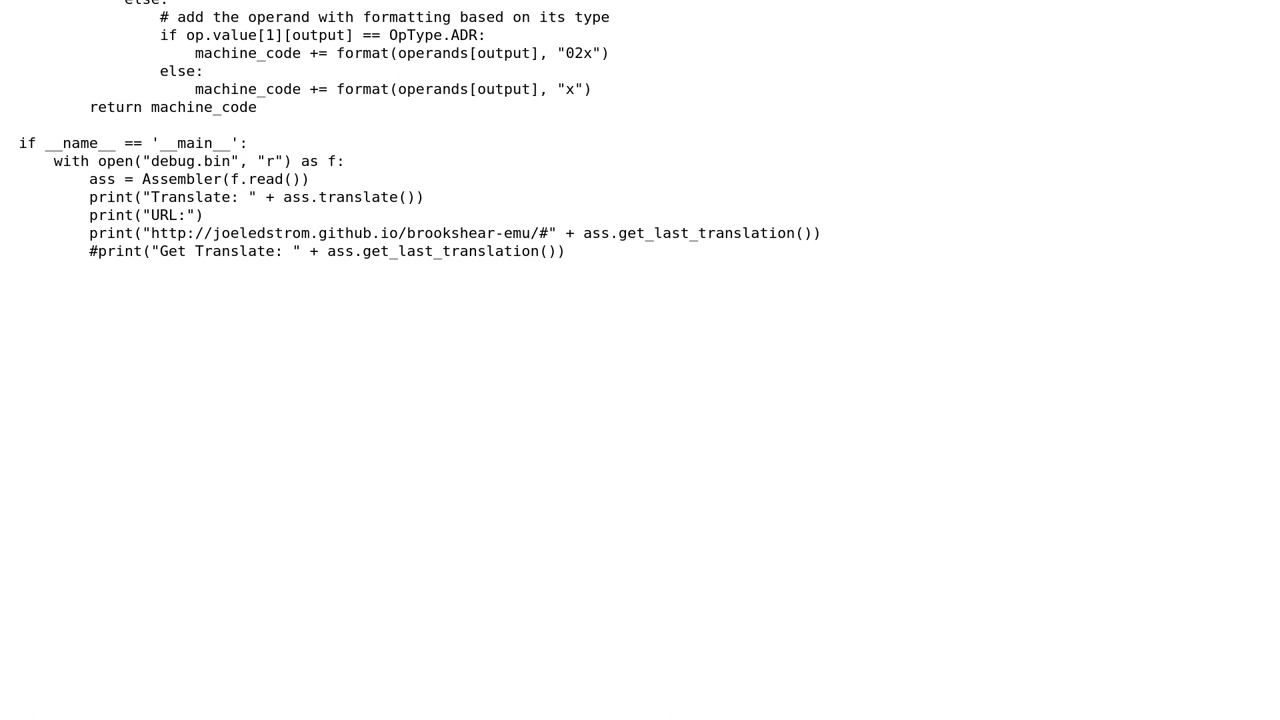 else:
# add the operand with formatting based on its type
if op.value[1][output] == OpType.ADR:
machine_code += format(operands[output], "02x")
else:
machine_code += format(operands[output], "x")
return machine_code
if __name__ == '__main__':
with open("debug.bin", "r") as f:
ass = Assembler(f.read())
print("Translate: " + ass.translate())
print("URL:")
print("http://joeledstrom.github.io/brookshear-emu/#" + ass.get_last_translation())
#print("Get Translate: " + ass.get_last_translation())